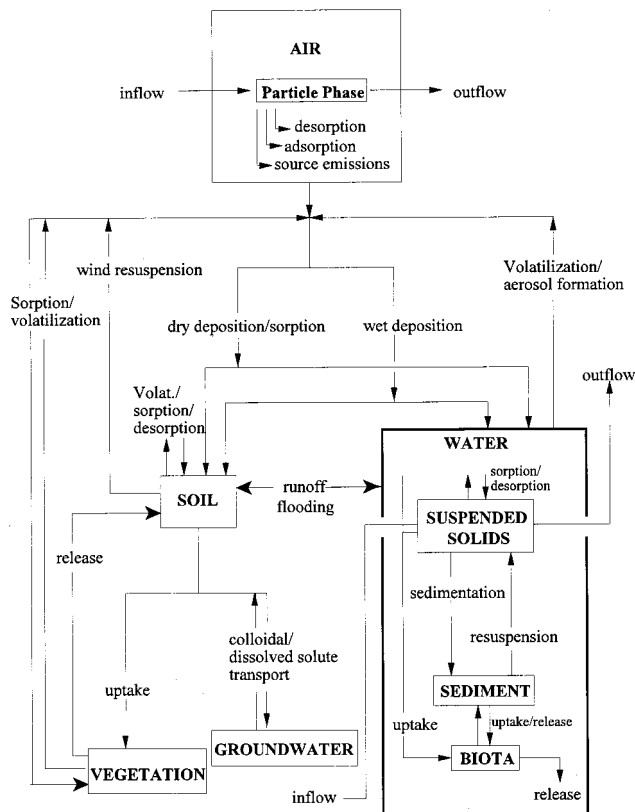 AIR
inflow
Particle Phase
outflow
desorption
adsorption
source emissions
wind resuspension
Volatilization/
aerosol formation
Sorption/
volatilization
dry deposition/sorption
wet deposition
outflow
Volat./
sorption/
desorption
WATER
sorption/
desorption
SOIL
runoff
flooding
SUSPENDED
SOLIDS
release
sedimentation
colloidal/
dissolved solute
transport
resuspension
uptake
SEDIMENT
uptake
uptake/release
GROUNDWATER
BIOTA
VEGETATION
inflow
release